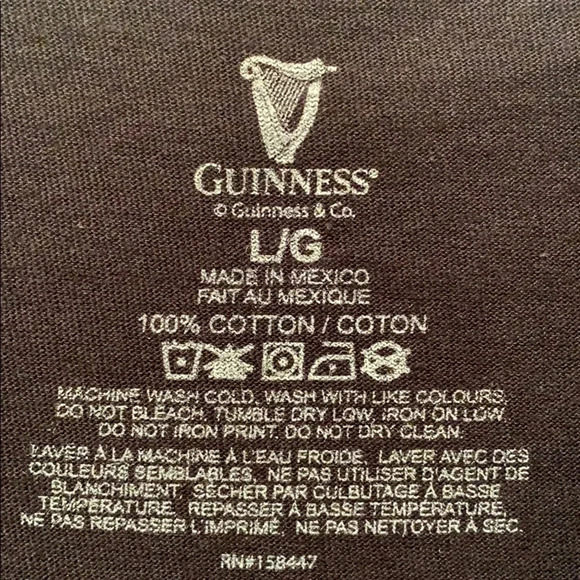 GUINNESS®
© Guinness & Co.
L/G
MADE IN MEXICO
FAIT AU MEXIQUE
100% COTTON / COTON
MACHINE WASH COLD, WASH WITH LIKE COLOURS,
DO NOT BLEACH, TUMBLE DRY LOW, IRON ON LOW,
DO NOT IRON PRINT, DO NOT DRY CLEAN.
LAVER À LA MACHINE À L'EAU FROIDE, LAVER AVEC DES
COULEURS SEMBLABLES, NE PAS UTILISER D'AGENT DE
BLANCHIMENT, SÉCHER PAR CULBUTAGE À BASSE
TEMPÉRATURE, REPASSER À BASSE TEMPÉRATURE,
NE PAS REPASSER L'IMPRIMÉ, NE PAS NETTOYER À SEC.
RN#158447